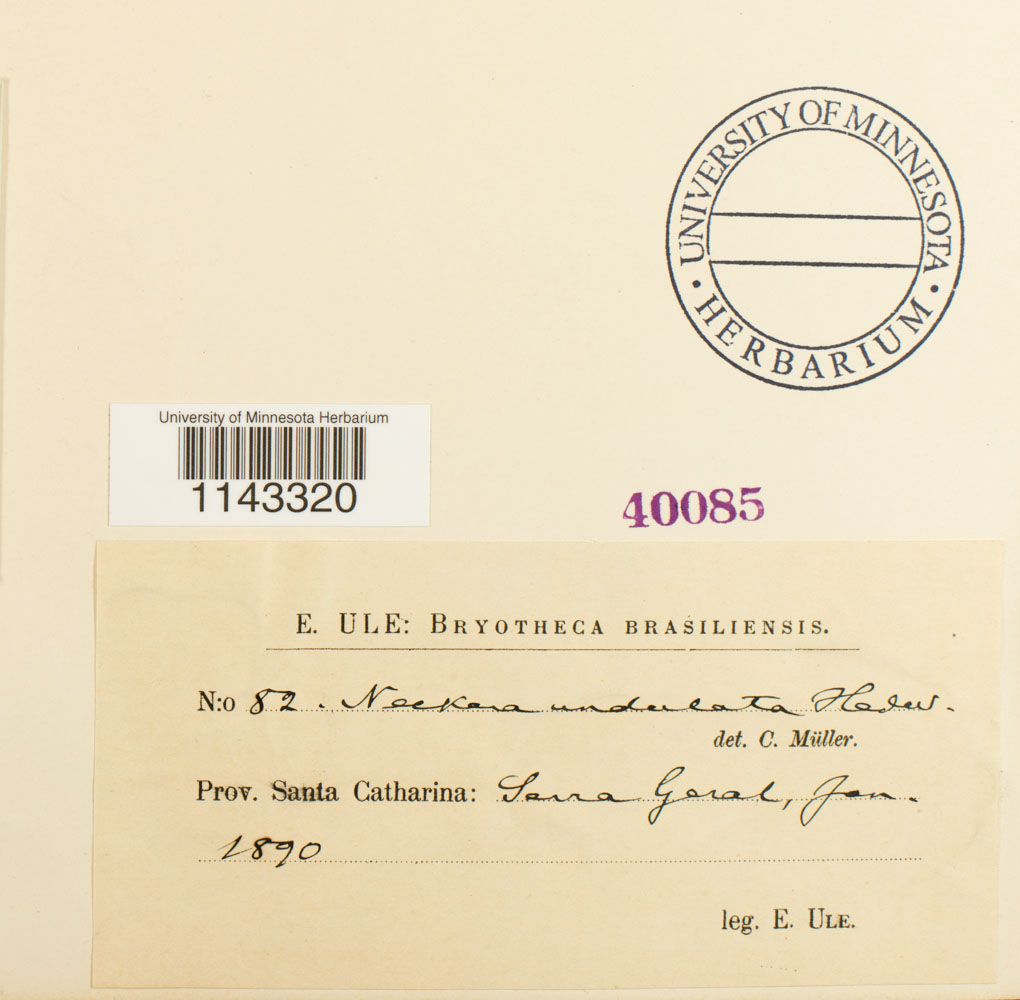 UNIVERSITY OF MINNESOTA
• HERBARIUM •
University of Minnesota Herbarium
1143320
40085
E. ULE: BRYOTHECA BRASILIENSIS.
N:o 82. Neckera undulata Hedw.
det. C. Müller.
Prov. Santa Catharina: Serra Geral, Jan.
1890
leg. E. ULE.